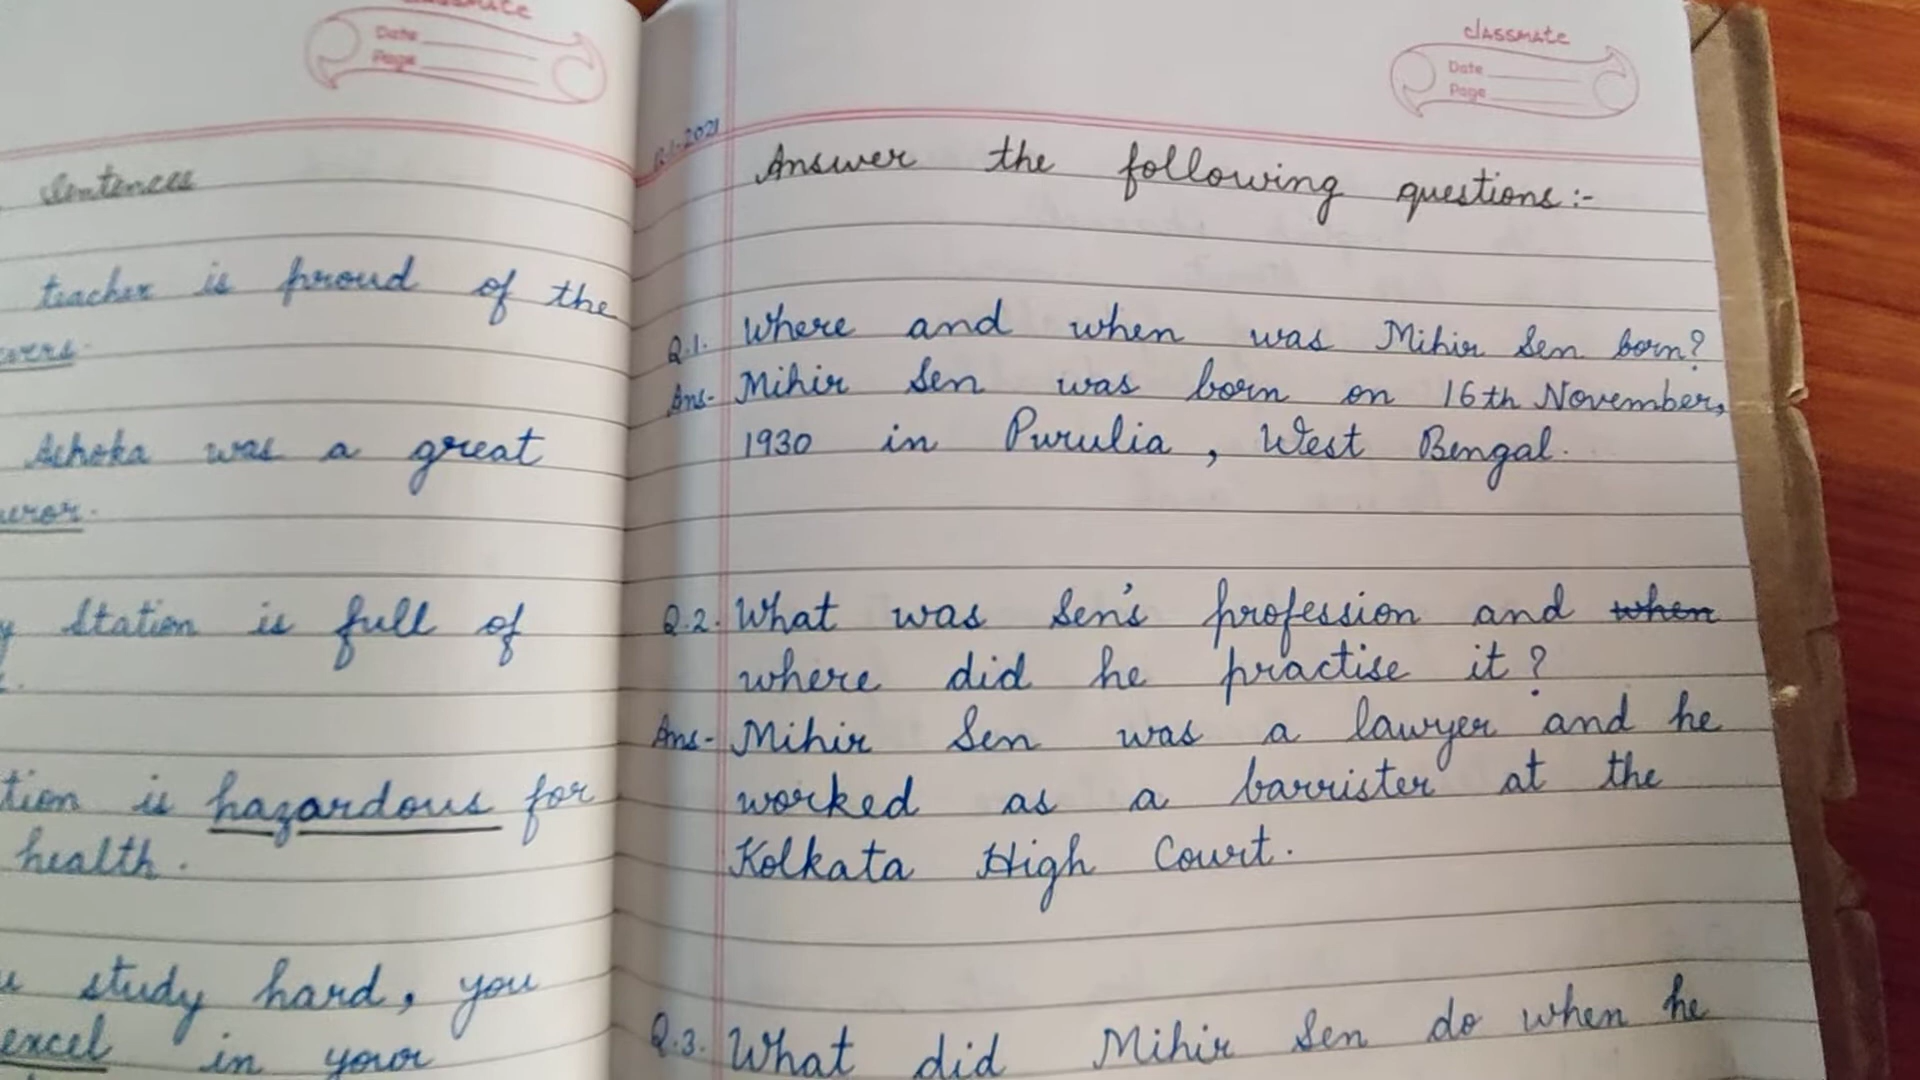 classmate
Date
Page
Sentences
teacher is proud of the
Ashoka was a great
Station is full of
is hazardous for
health.
study hard, you
excel in your
classmate
Date
Page
2021
Answer the following questions:-
Q.1. Where and when was Mihir Sen born?
Ans- Mihir Sen was born on 16th November,
1930 in Purulia, West Bengal.
Q.2. What was Sen's profession and when
where did he practise it?
Ans- Mihir Sen was a lawyer and he
worked as a barrister at the
Kolkata High Court.
Q.3. What did Mihir Sen do when he